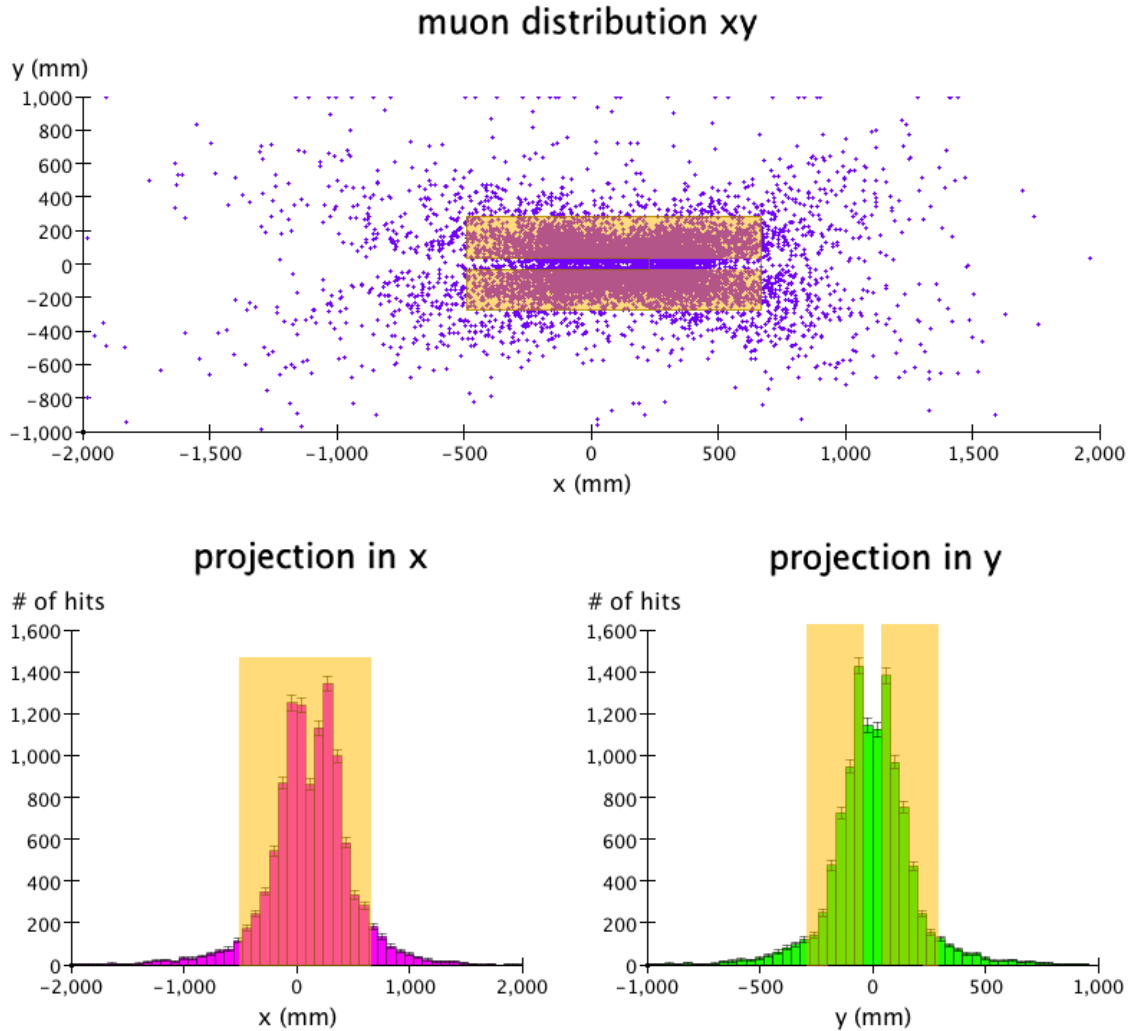 muon distribution xy
y (mm)
1,000
800
600
400
200
0
−200
−400
−600
−800
−1,000
−2,000 −1,500 −1,000 −500 0 500 1,000 1,500 2,000
x (mm)
projection in x
# of hits
1,600
1,400
1,200
1,000
800
600
400
200
0
−2,000 −1,000 0 1,000 2,000
x (mm)
projection in y
# of hits
1,600
1,400
1,200
1,000
800
600
400
200
0
−1,000 −500 0 500 1,000
y (mm)